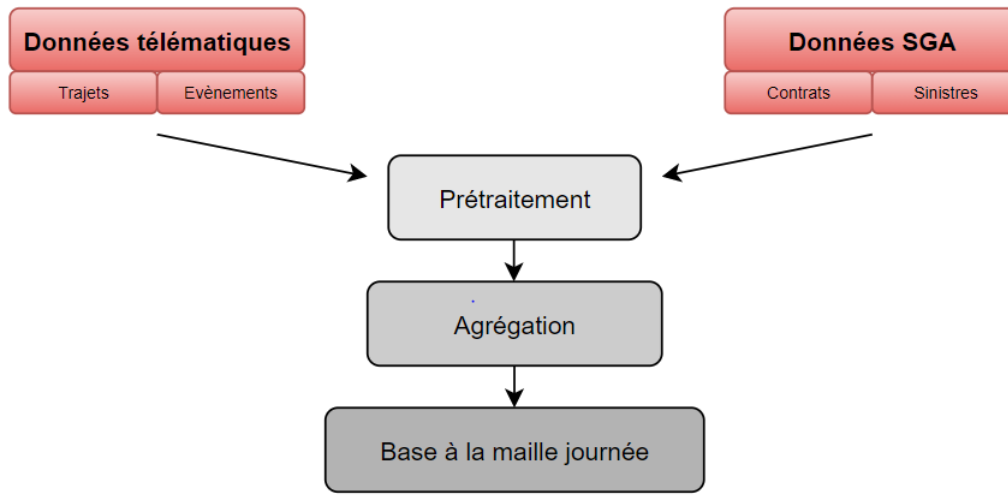 Données télématiques
Trajets
Evènements
Données SGA
Contrats
Sinistres
Prétraitement
Agrégation
Base à la maille journée